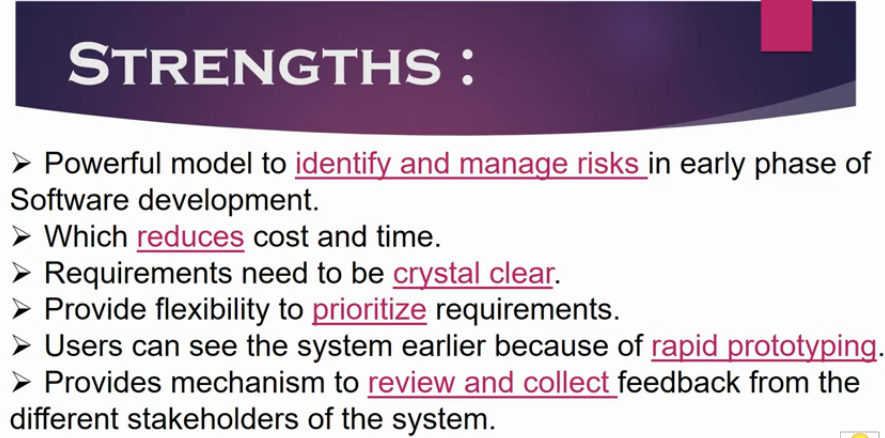 STRENGTHS :
➢ Powerful model to identify and manage risks in early phase of
Software development.
➢ Which reduces cost and time.
➢ Requirements need to be crystal clear.
➢ Provide flexibility to prioritize requirements.
➢ Users can see the system earlier because of rapid prototyping.
➢ Provides mechanism to review and collect feedback from the
different stakeholders of the system.